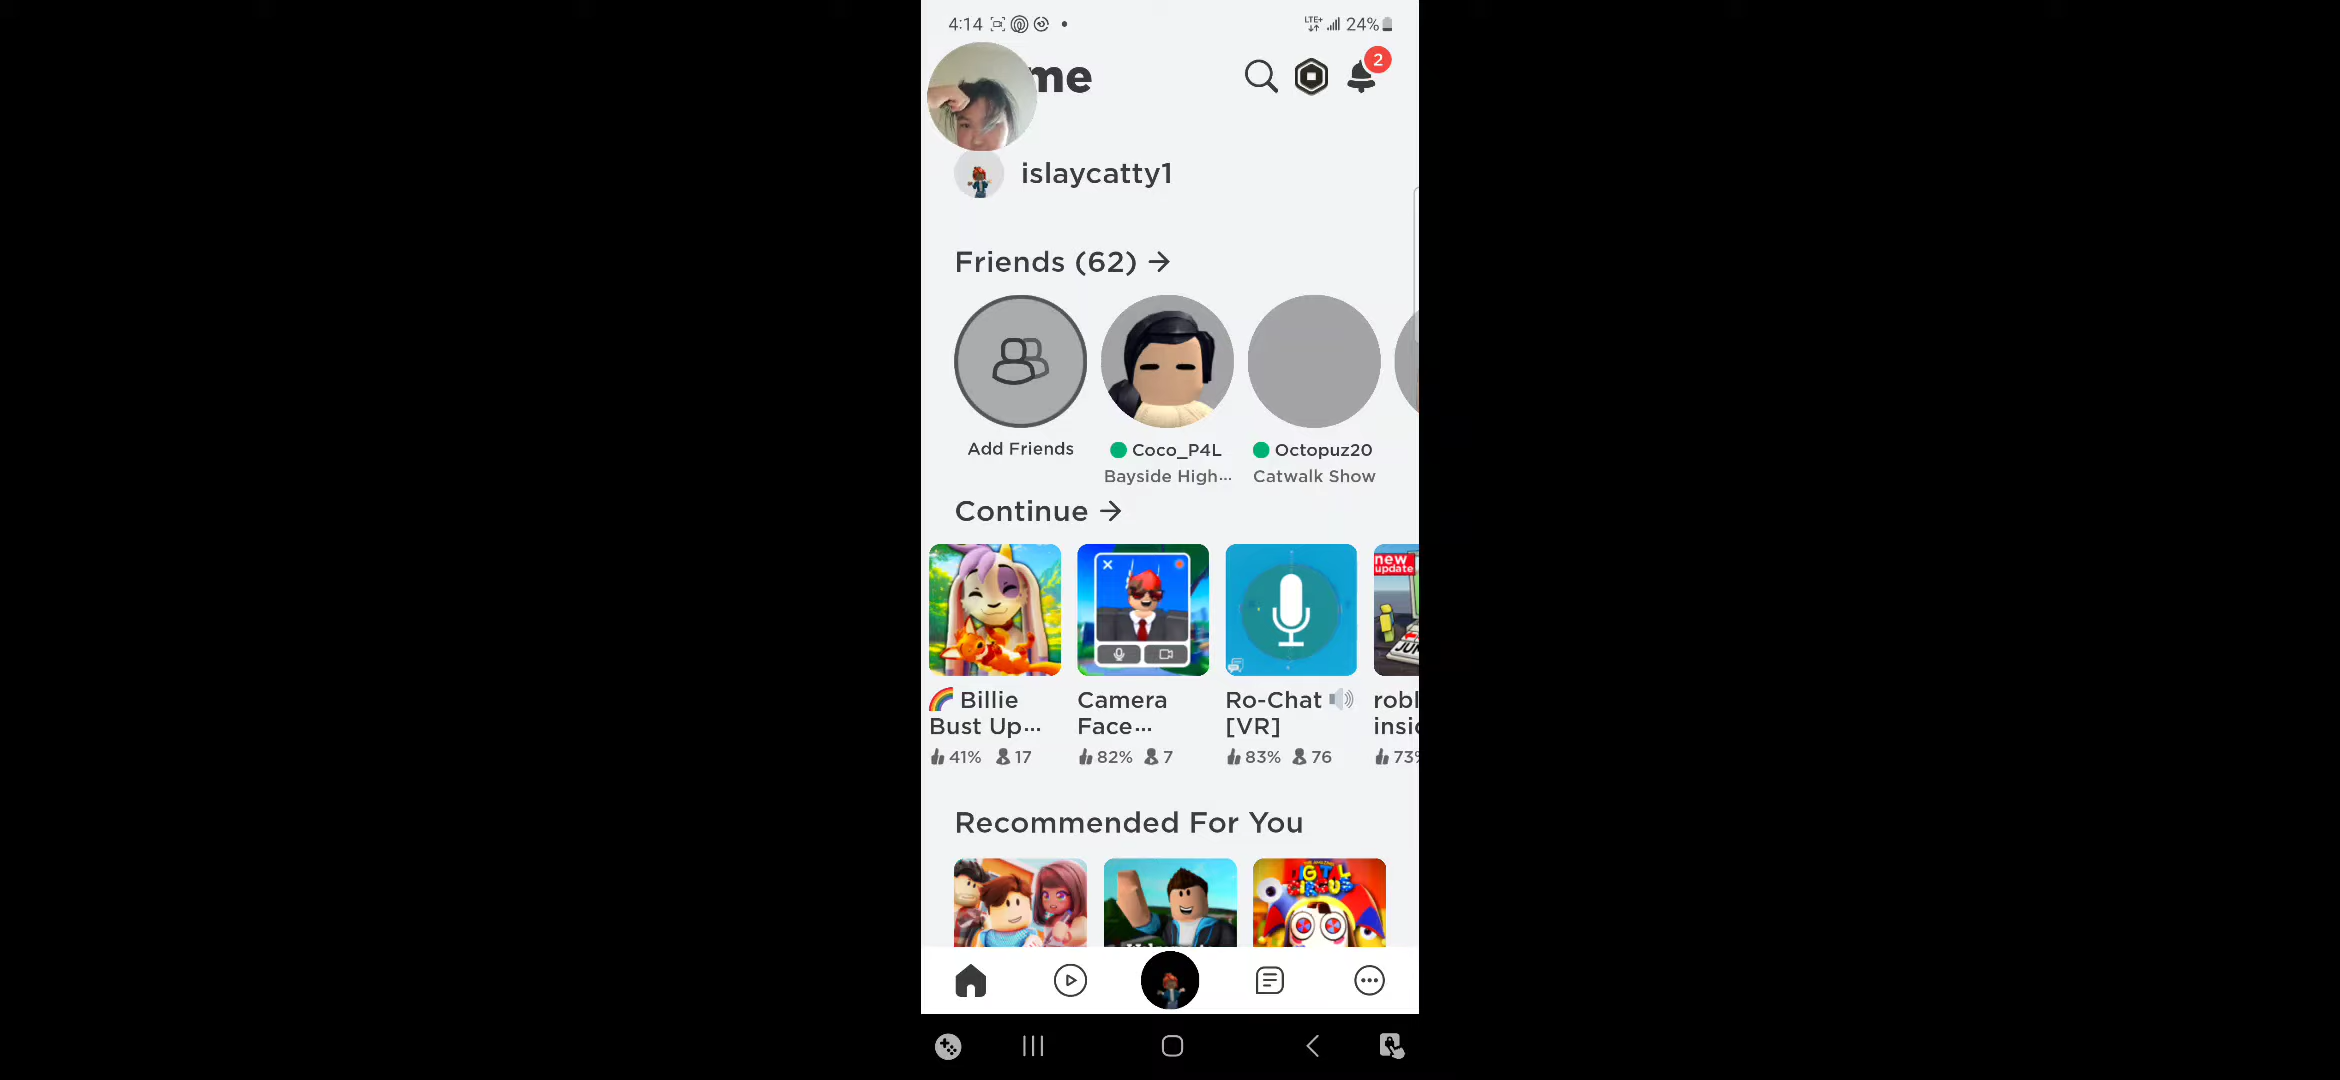 4:14
LTE+ 24%
me
2
islaycatty1
Friends (62) →
Add Friends
Coco_P4L
Bayside High...
Octopuz20
Catwalk Show
Continue →
new
update
🌈 Billie
Bust Up...
41% 17
Camera
Face...
82% 7
Ro-Chat 🔊
[VR]
83% 76
robl
insi
73%
Recommended For You